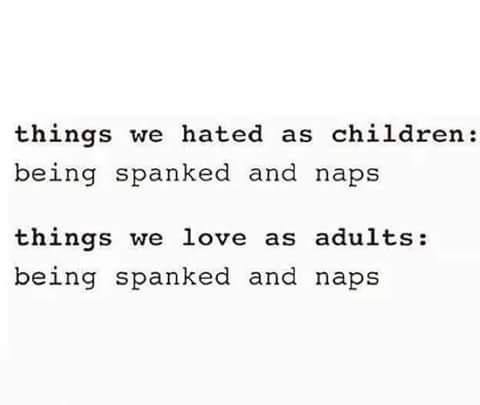 things we hated as children:
being spanked and naps
things we love as adults:
being spanked and naps